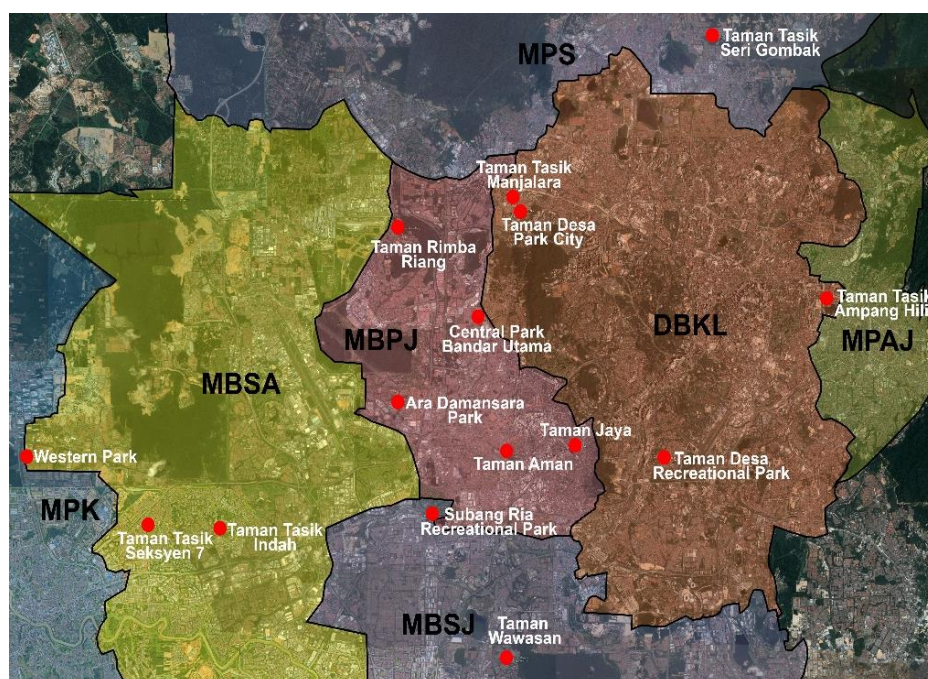 Taman Tasik
Seri Gombak
MPS
Taman Tasik
Manjalara
Taman Desa
Park City
Taman Rimba
Riang
Taman Tasik
Ampang Hili
Central Park
Bandar Utama
DBKL
MBPJ
MPAJ
MBSA
Ara Damansara
Park
Taman Jaya
Taman Aman
Western Park
Taman Desa
Recreational Park
MPK
Subang Ria
Recreational Park
Taman Tasik
Seksyen 7
Taman Tasik
Indah
MBSJ
Taman
Wawasan